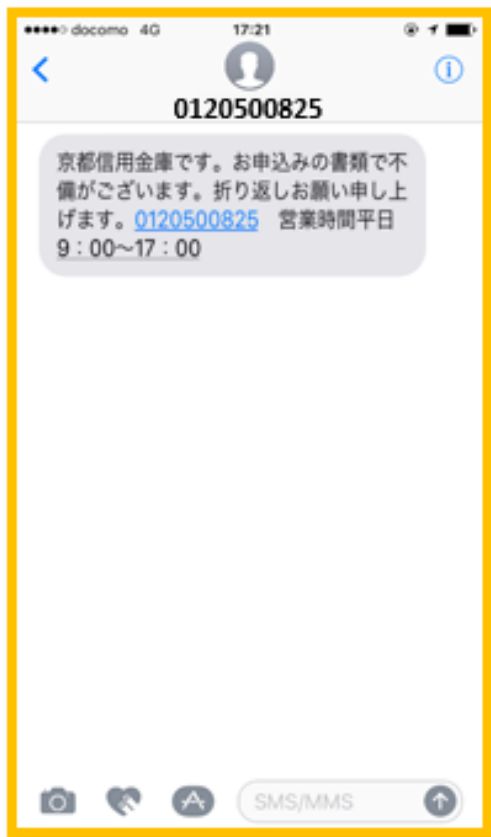 docomo 4G 17:21
0120500825
京都信用金庫です。お申込みの書類で不
備がございます。折り返しお願い申し上
げます。0120500825 営業時間平日
9：00〜17：00
SMS/MMS